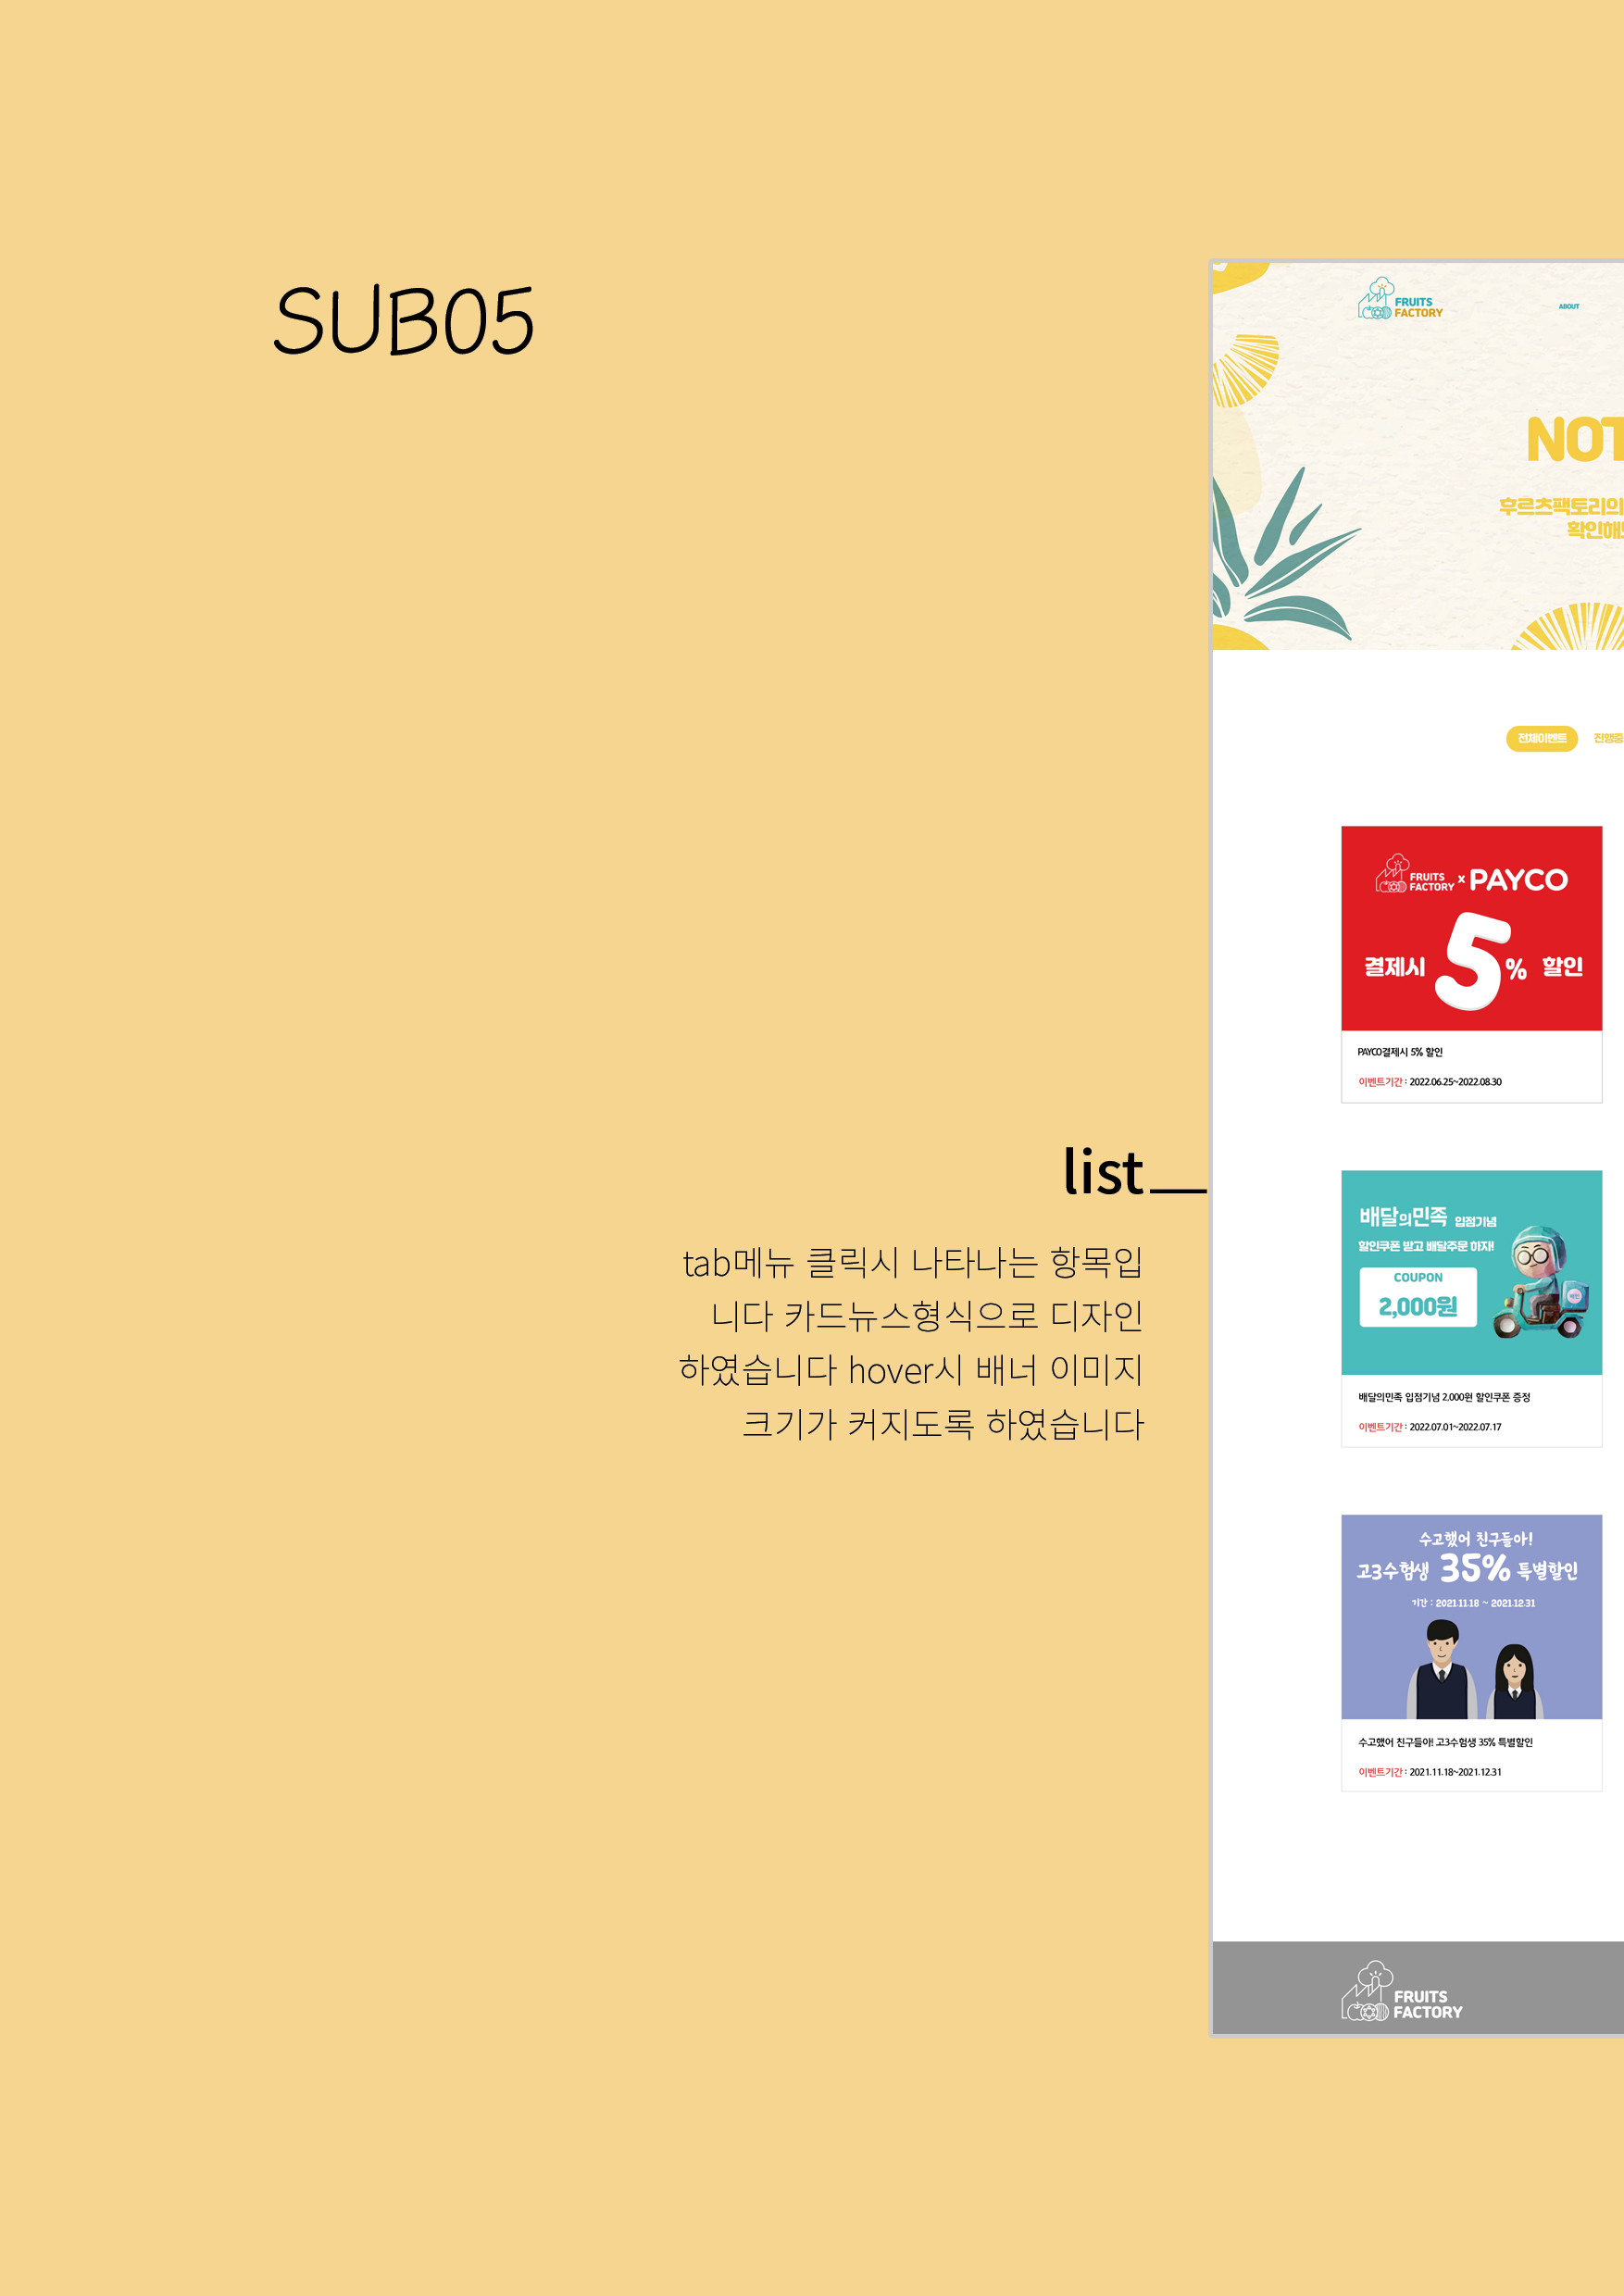 SUB05
list
tab메뉴 클릭시 나타나는 항목입
니다 카드뉴스형식으로 디자인
하였습니다 hover시 배너 이미지
크기가 커지도록 하였습니다
FRUITS
FACTORY
ABOUT
NOT
후르츠팩토리의
확인해
전체이벤트 진행중
FRUITS
FACTORY x PAYCO
결제시 5% 할인
PAYCO결제시 5% 할인
이벤트기간 : 2022.06.25~2022.08.30
배달의민족 입점기념
할인쿠폰 받고 배달주문 하자!
COUPON
2,000원
배달의민족 입점기념 2,000원 할인쿠폰 증정
이벤트기간 : 2022.07.01~2022.07.17
수고했어 친구들아!
고3수험생 35% 특별할인
기간 : 2021.11.18 ~ 2021.12.31
수고했어 친구들아! 고3수험생 35% 특별할인
이벤트기간 : 2021.11.18~2021.12.31
FRUITS
FACTORY